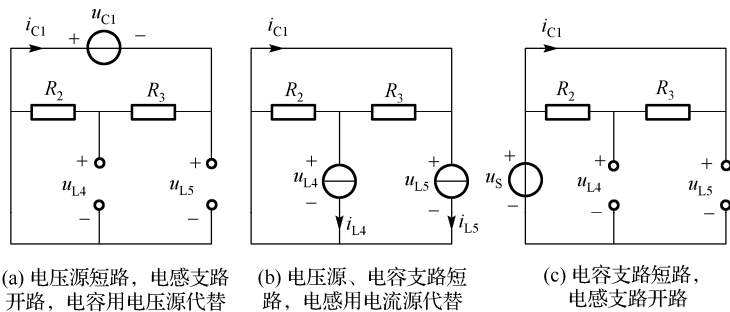 i_C1 + u_C1 −
R_2 R_3
+ +
u_L4 u_L5
− −
(a) 电压源短路，电感支路
开路，电容用电压源代替
i_C1
R_2 R_3
+ +
u_L4 u_L5
− −
i_L4 i_L5
(b) 电压源、电容支路短
路，电感用电流源代替
i_C1
R_2 R_3
+ + +
u_S u_L4 u_L5
− − −
(c) 电容支路短路，
电感支路开路